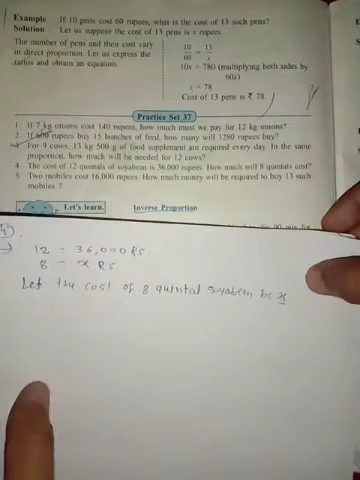 Example If 10 pens cost 60 rupees, what is the cost of 13 such pens?
Solution Let us suppose the cost of 13 pens is x rupees.
The number of pens and their cost vary
in direct proportion. Let us express the
ratios and obtain an equation.
10/60 = 13/x
10x = 780 (multiplying both sides by
60x)
x = 78
Cost of 13 pens is ₹ 78.
Practice Set 37
1. If 7 kg onions cost 140 rupees, how much must we pay for 12 kg onions?
2. If 600 rupees buy 15 bunches of feed, how many will 1280 rupees buy?
3. For 9 cows, 13 kg 500 g of food supplement are required every day. In the same
proportion, how much will be needed for 12 cows?
4. The cost of 12 quintals of soyabean is 36,000 rupees. How much will 8 quintals cost?
5. Two mobiles cost 16,000 rupees. How much money will be required to buy 13 such
mobiles ?
Let's learn. Inverse Proportion
4)
→ 12 = 36,000 RS
8 = x RS.
Let the cost of 8 quintal soyabem be x